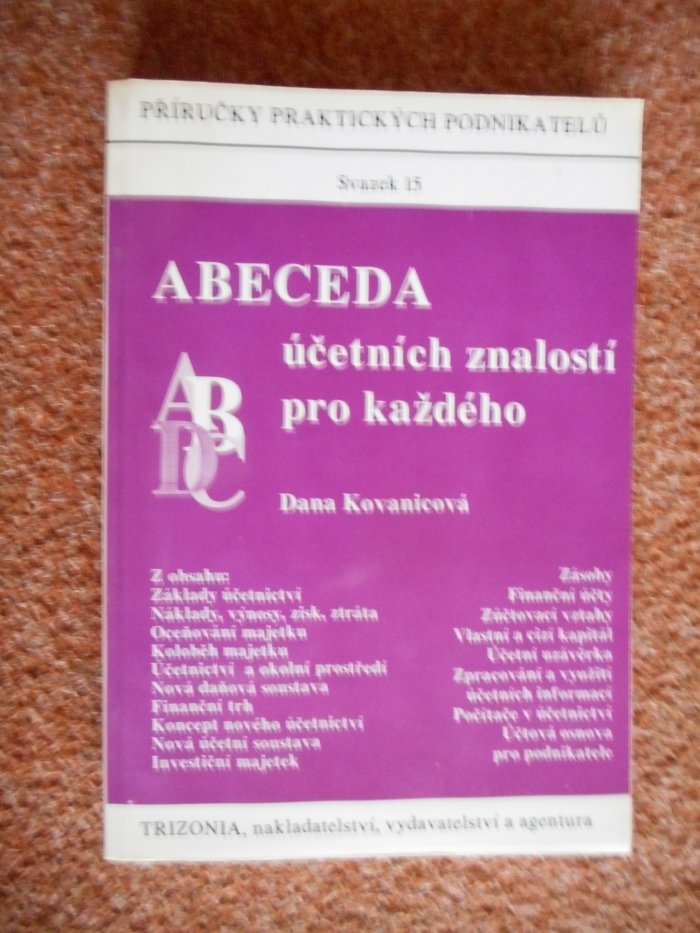 PŘÍRUČKY PRAKTICKÝCH PODNIKATELŮ
Svazek 15
ABECEDA
účetních znalostí
pro každého
A
B
D
C
Dana Kovanicová
Z obsahu:
Základy účetnictví
Náklady, výnosy, zisk, ztráta
Oceňování majetku
Koloběh majetku
Účetnictví a okolní prostředí
Nová daňová soustava
Finanční trh
Koncept nového účetnictví
Nová účetní soustava
Investiční majetek
Zásoby
Finanční účty
Zúčtovací vztahy
Vlastní a cizí kapitál
Účetní uzávěrka
Zpracování a využití
účetních informací
Počítače v účetnictví
Účtová osnova
pro podnikatele
TRIZONIA, nakladatelství, vydavatelství a agentura